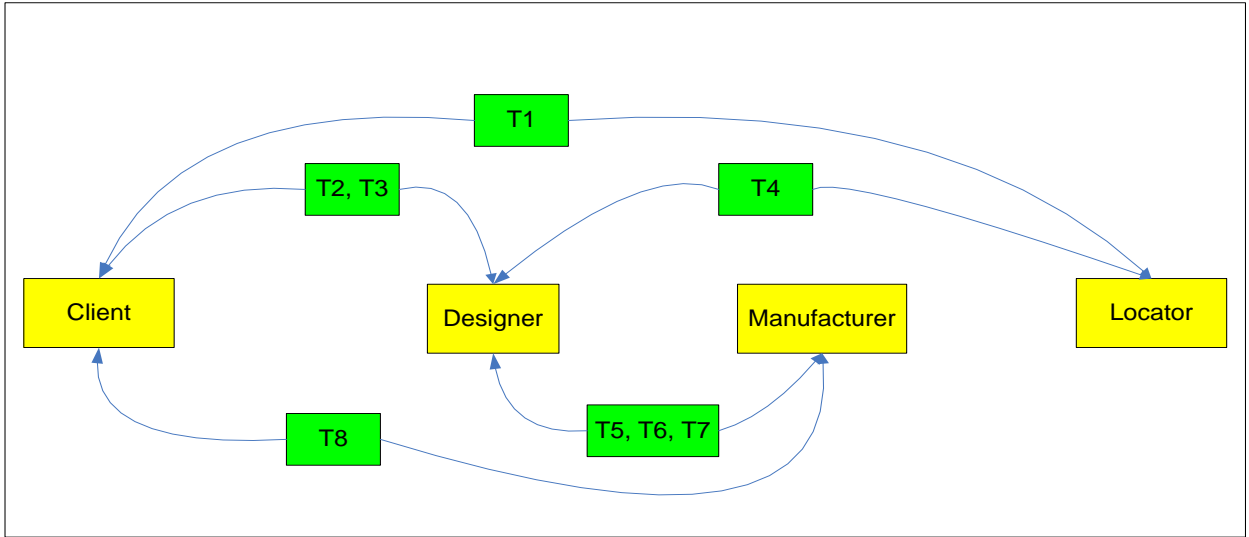 T1
T2, T3
T4
Client
Designer
Manufacturer
Locator
T8
T5, T6, T7